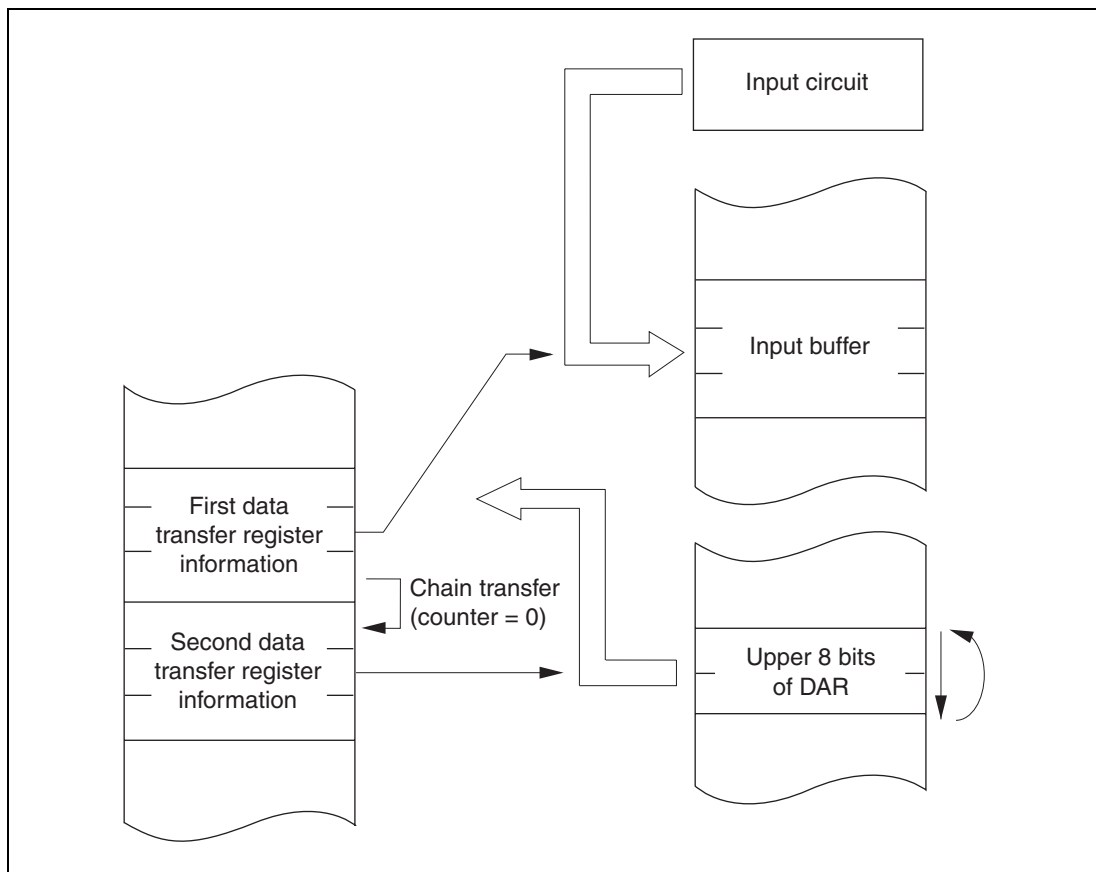 Input circuit
Input buffer
First data
transfer register
information
Chain transfer
(counter = 0)
Second data
transfer register
information
Upper 8 bits
of DAR